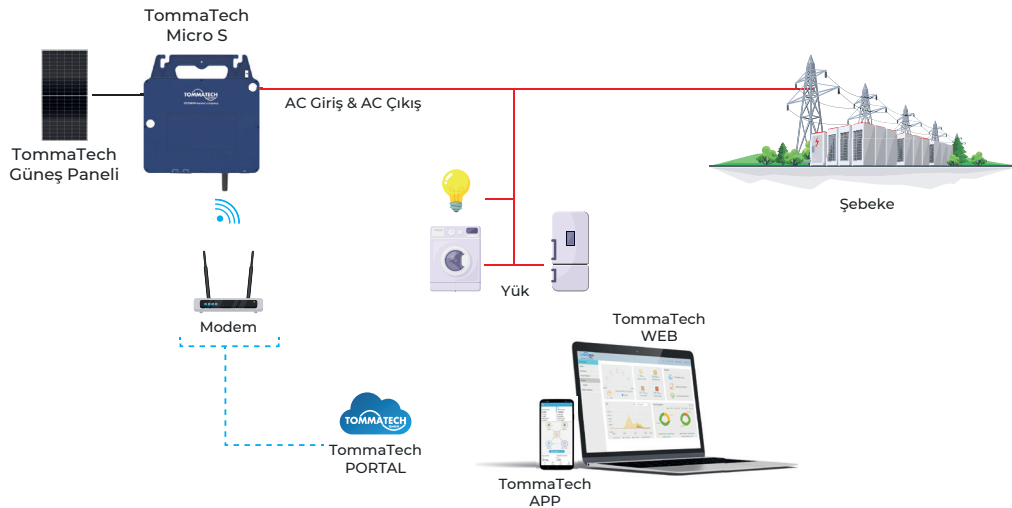 TommaTech
Micro S
TOMMATECH
TommaTech
Güneş Paneli
AC Giriş & AC Çıkış
Şebeke
Yük
Modem
TommaTech
WEB
TOMMATECH
TommaTech
PORTAL
TommaTech
APP